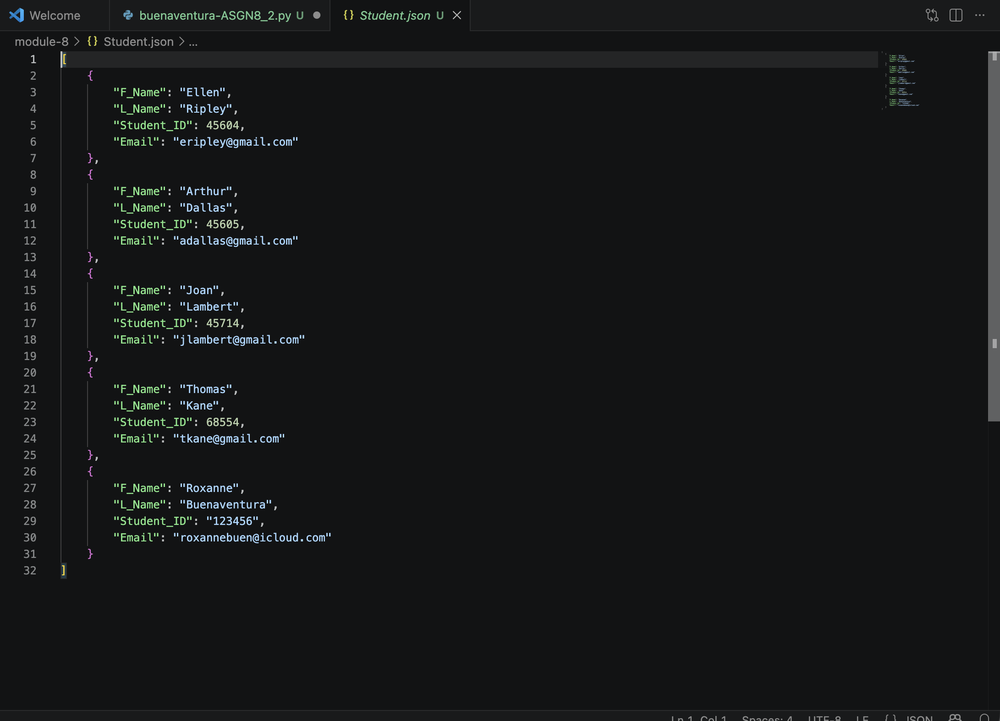 Welcome
buenaventura-ASGN8_2.py U
{} Student.json U
module-8 > {} Student.json > ...
1 [
2 {
3 "F_Name": "Ellen",
4 "L_Name": "Ripley",
5 "Student_ID": 45604,
6 "Email": "eripley@gmail.com"
7 },
8 {
9 "F_Name": "Arthur",
10 "L_Name": "Dallas",
11 "Student_ID": 45605,
12 "Email": "adallas@gmail.com"
13 },
14 {
15 "F_Name": "Joan",
16 "L_Name": "Lambert",
17 "Student_ID": 45714,
18 "Email": "jlambert@gmail.com"
19 },
20 {
21 "F_Name": "Thomas",
22 "L_Name": "Kane",
23 "Student_ID": 68554,
24 "Email": "tkane@gmail.com"
25 },
26 {
27 "F_Name": "Roxanne",
28 "L_Name": "Buenaventura",
29 "Student_ID": "123456",
30 "Email": "roxannebuen@icloud.com"
31 }
32 ]
Ln 1, Col 1 Spaces: 4 UTF-8 LF {} JSON